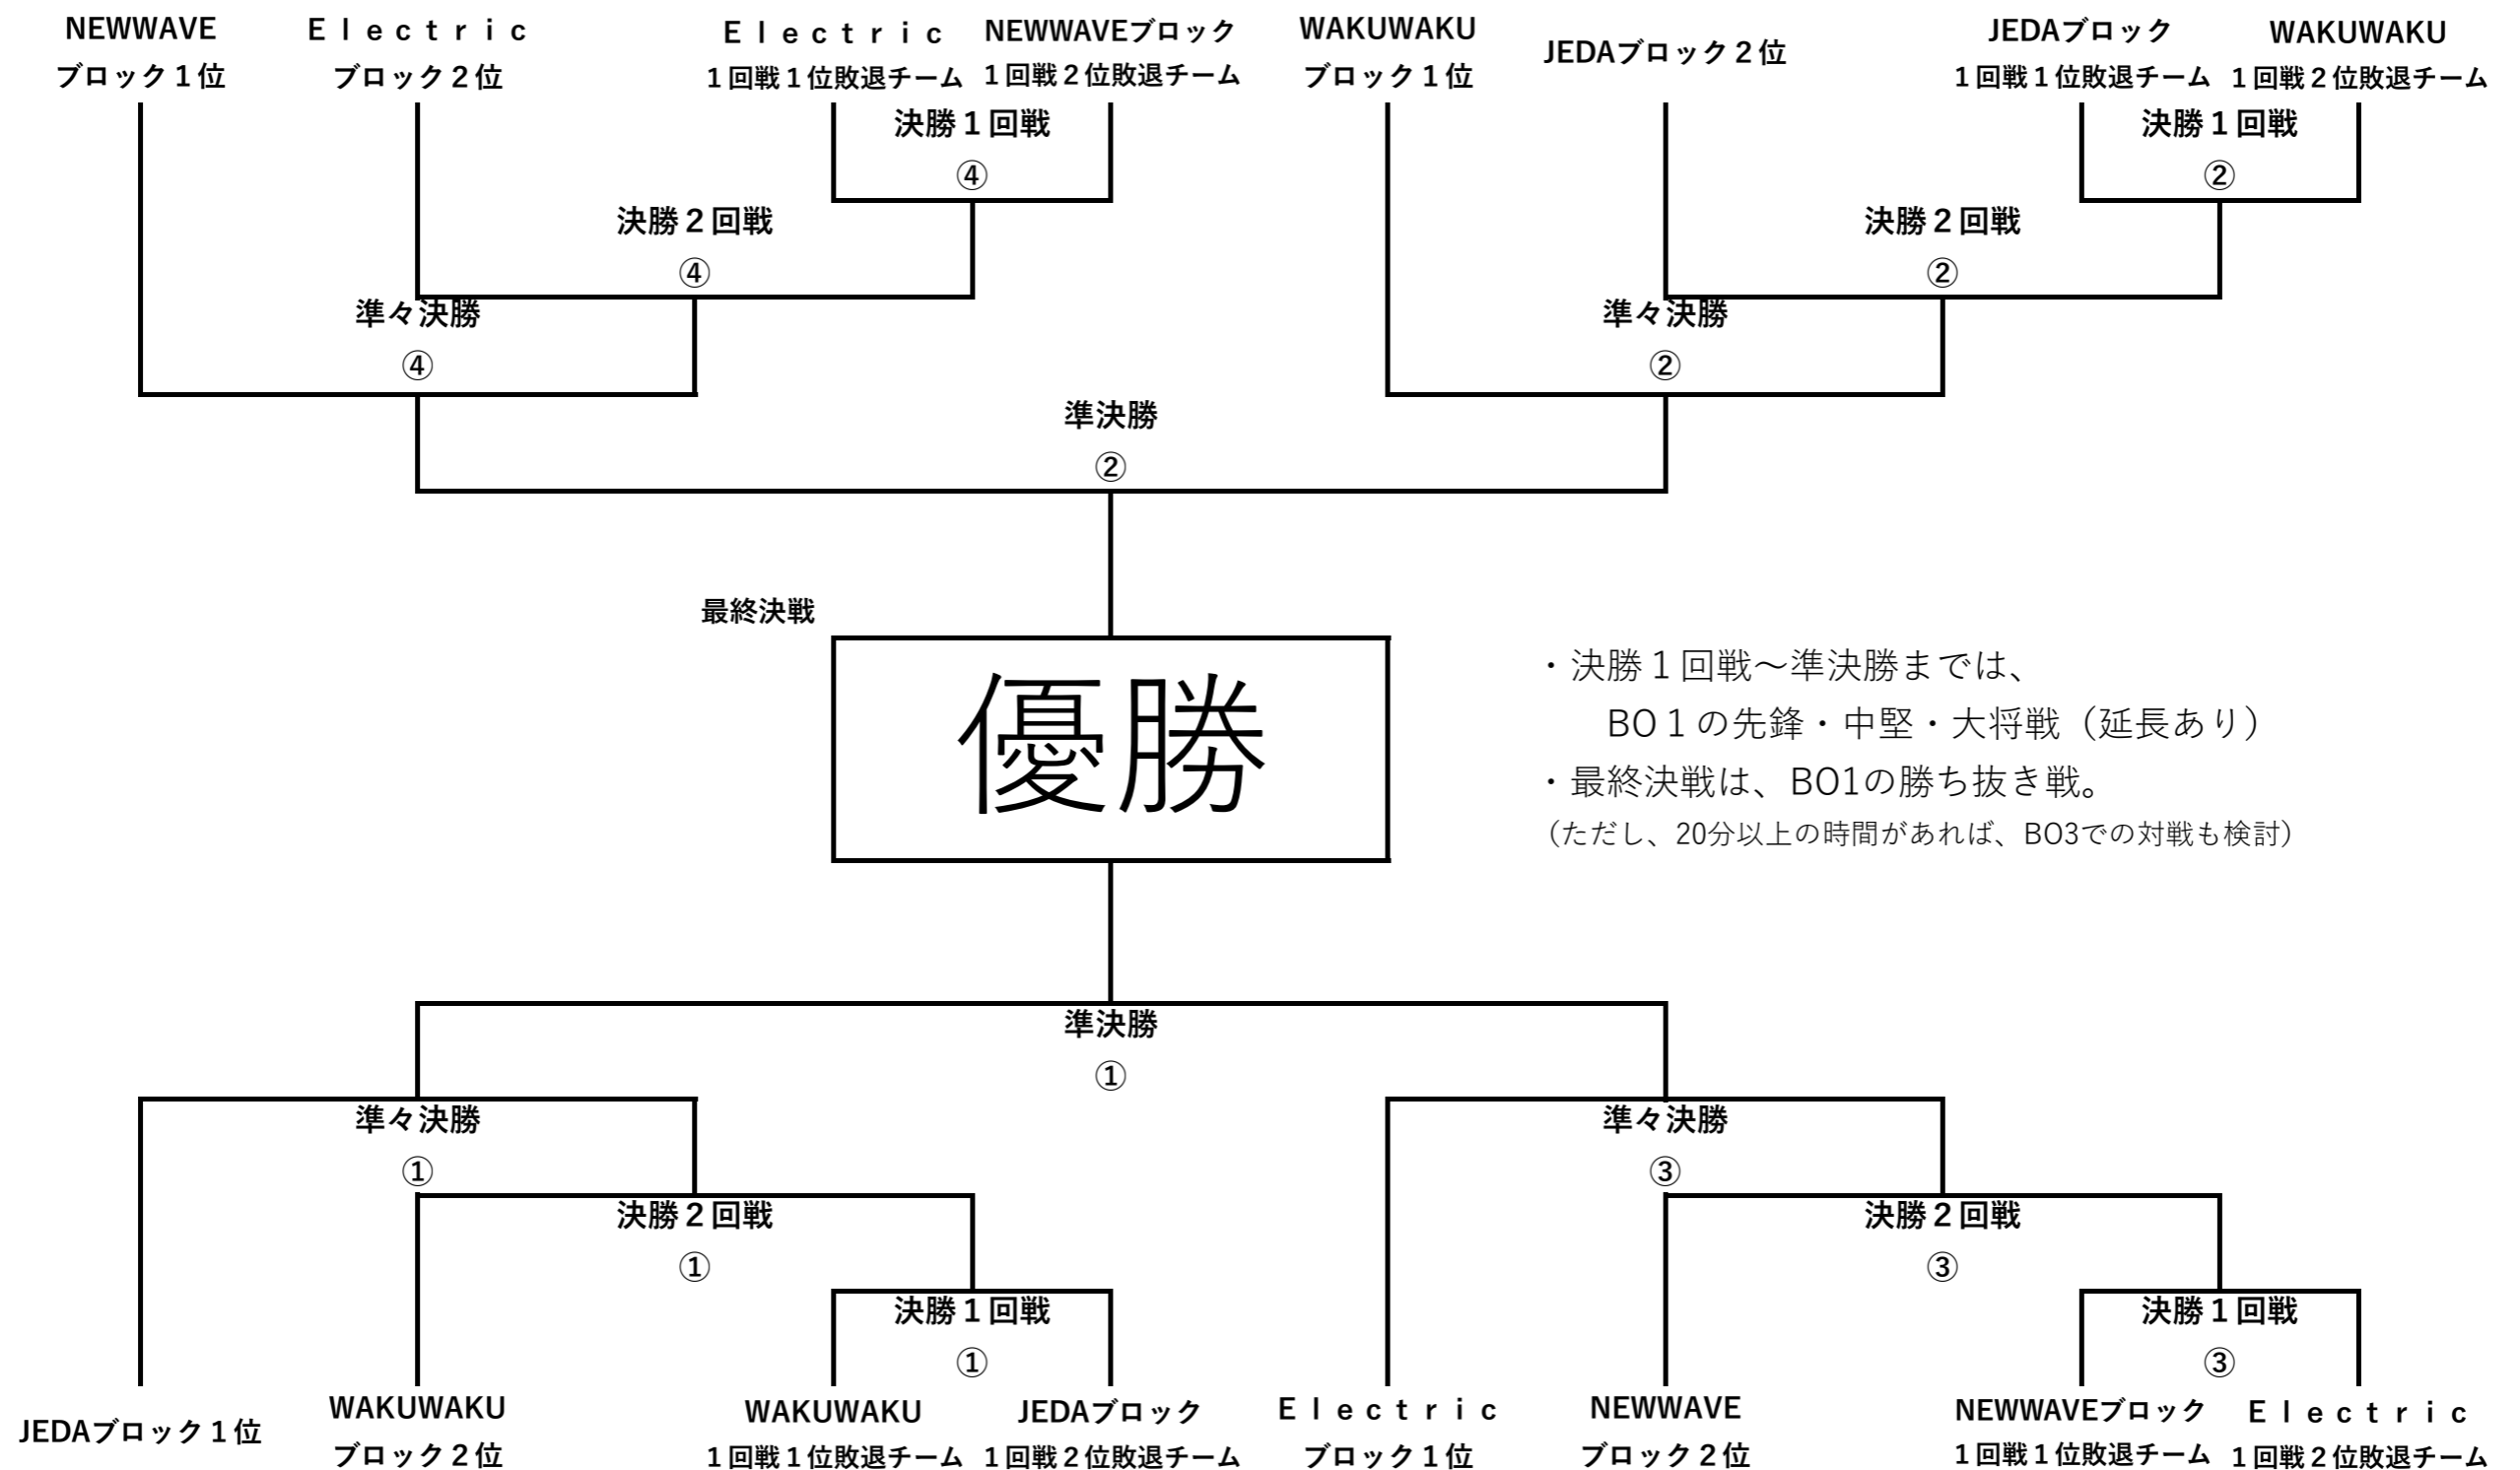 NEWWAVE
ブロック１位
Ｅｌｅｃｔｒｉｃ
ブロック２位
Ｅｌｅｃｔｒｉｃ
１回戦１位敗退チーム
NEWWAVEブロック
１回戦２位敗退チーム
WAKUWAKU
ブロック１位
JEDAブロック２位
JEDAブロック
１回戦１位敗退チーム
WAKUWAKU
１回戦２位敗退チーム
決勝１回戦
④
決勝１回戦
②
決勝２回戦
④
決勝２回戦
②
準々決勝
④
準々決勝
②
準決勝
②
最終決戦
優勝
・決勝１回戦～準決勝までは、
BO１の先鋒・中堅・大将戦（延長あり）
・最終決戦は、BO1の勝ち抜き戦。
（ただし、20分以上の時間があれば、BO3での対戦も検討）
準決勝
①
準々決勝
①
準々決勝
③
決勝２回戦
①
決勝２回戦
③
決勝１回戦
①
決勝１回戦
③
JEDAブロック１位
WAKUWAKU
ブロック２位
WAKUWAKU
１回戦１位敗退チーム
JEDAブロック
１回戦２位敗退チーム
Ｅｌｅｃｔｒｉｃ
ブロック１位
NEWWAVE
ブロック２位
NEWWAVEブロック
１回戦１位敗退チーム
Ｅｌｅｃｔｒｉｃ
１回戦２位敗退チーム